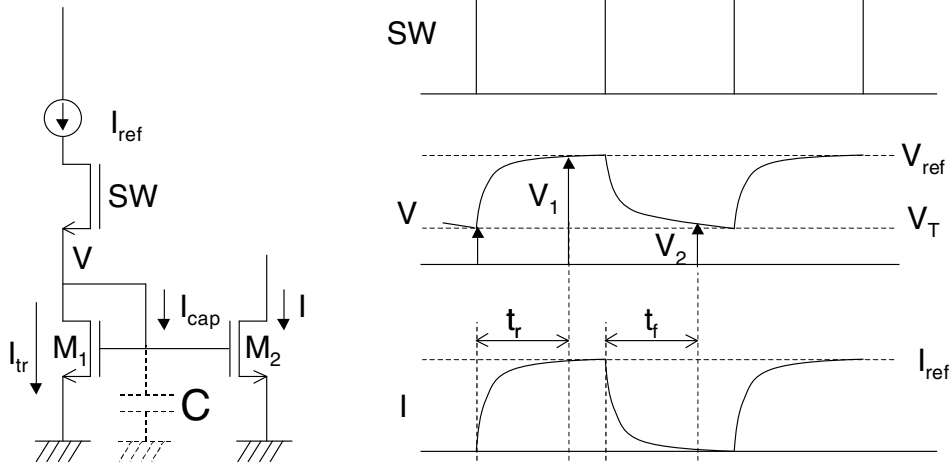 SW
I_ref
SW
V_ref
V_1
V
V_T
V
V_2
I_cap
I
t_r
t_f
I_tr
M_1
M_2
I_ref
C
I